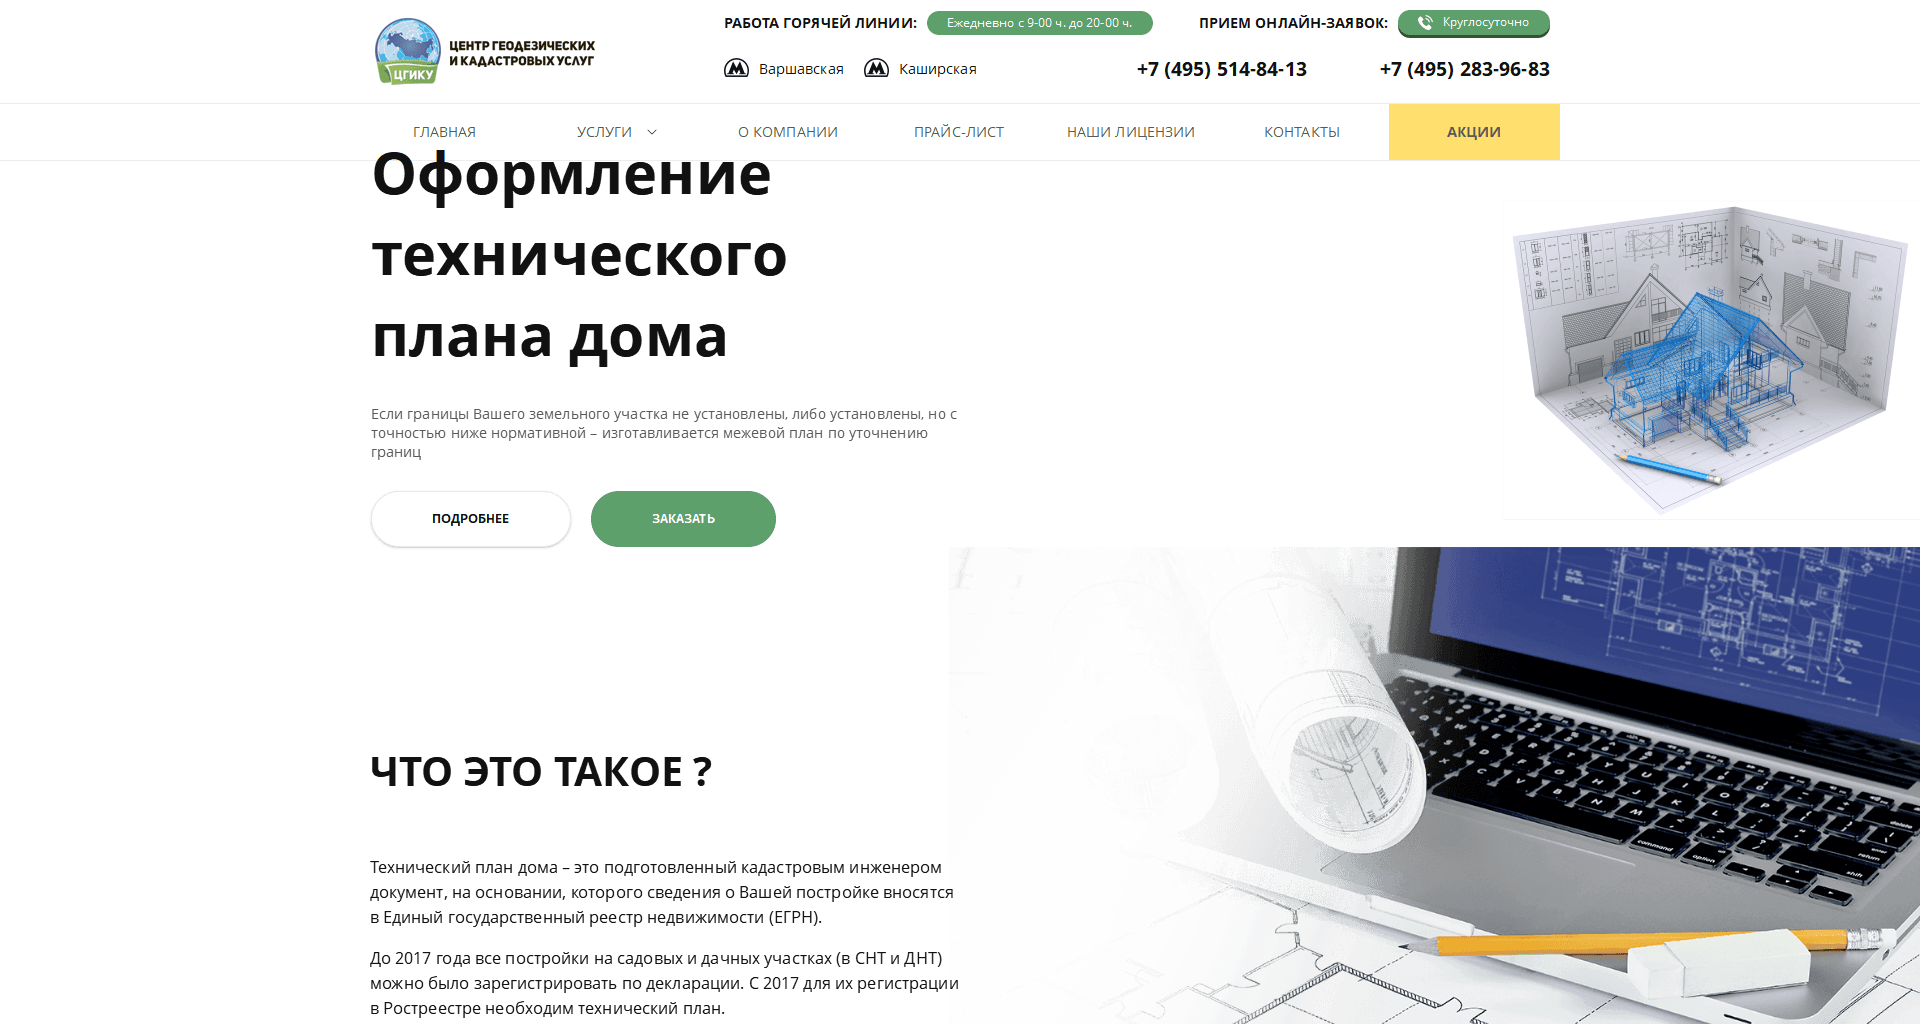 ЦЕНТР ГЕОДЕЗИЧЕСКИХ
И КАДАСТРОВЫХ УСЛУГ
ЦГИКУ
РАБОТА ГОРЯЧЕЙ ЛИНИИ: Ежедневно с 9-00 ч. до 20-00 ч. ПРИЕМ ОНЛАЙН-ЗАЯВОК: Круглосуточно
Варшавская Каширская +7 (495) 514-84-13 +7 (495) 283-96-83
ГЛАВНАЯ УСЛУГИ О КОМПАНИИ ПРАЙС-ЛИСТ НАШИ ЛИЦЕНЗИИ КОНТАКТЫ АКЦИИ
Оформление
технического
плана дома
Если границы Вашего земельного участка не установлены, либо установлены, но с
точностью ниже нормативной – изготавливается межевой план по уточнению
границ
ПОДРОБНЕЕ ЗАКАЗАТЬ
ЧТО ЭТО ТАКОЕ ?
Технический план дома – это подготовленный кадастровым инженером
документ, на основании, которого сведения о Вашей постройке вносятся
в Единый государственный реестр недвижимости (ЕГРН).
До 2017 года все постройки на садовых и дачных участках (в СНТ и ДНТ)
можно было зарегистрировать по декларации. С 2017 для их регистрации
в Росреестре необходим технический план.
delete
return
shift
command
option